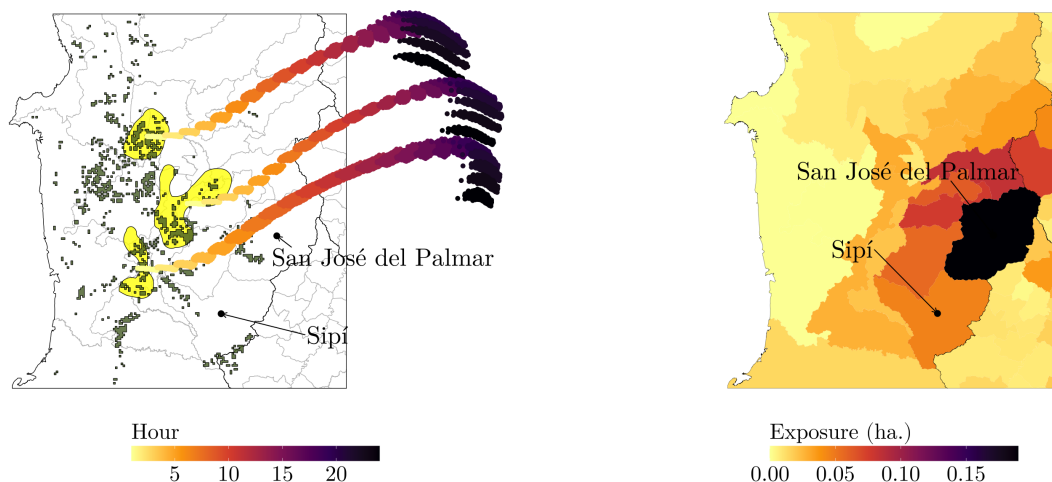 San José del Palmar
Sipí
Hour
5 10 15 20
San José del Palmar
Sipí
Exposure (ha.)
0.00 0.05 0.10 0.15